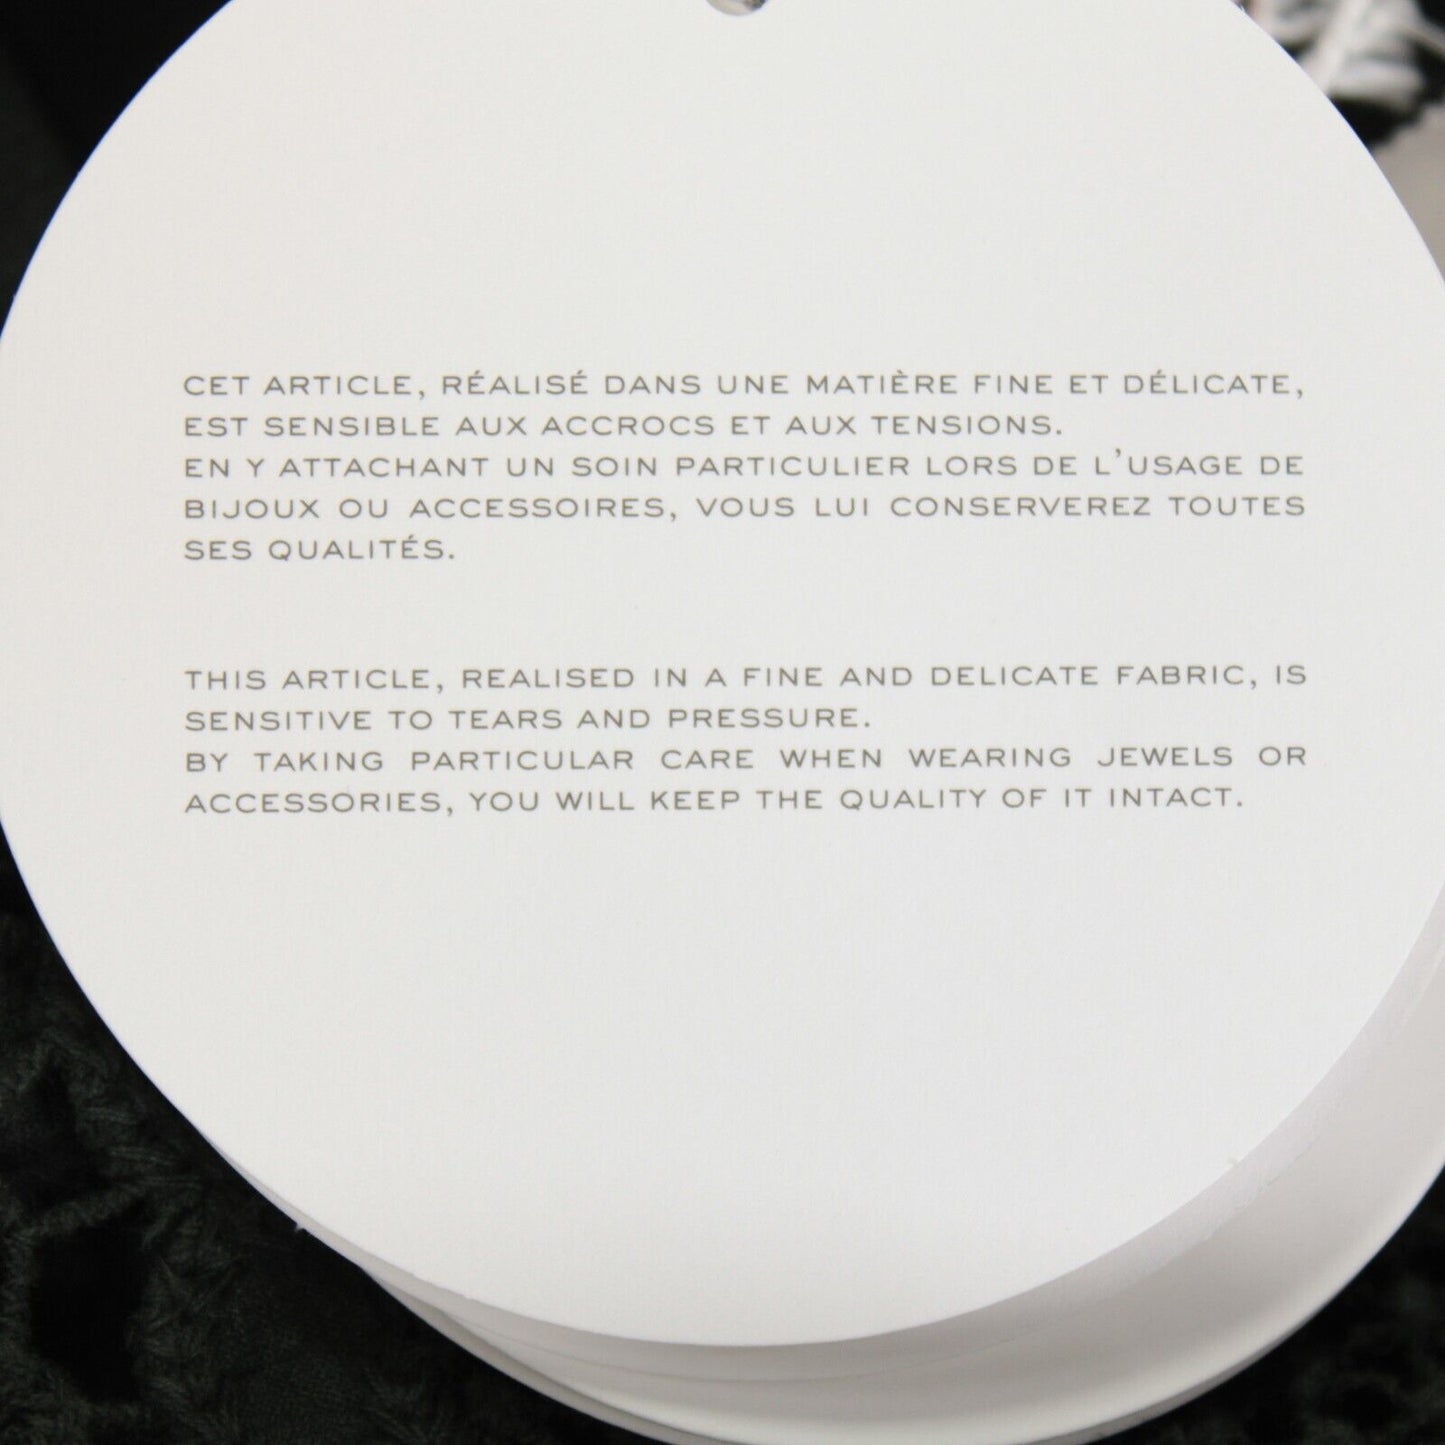 CET ARTICLE, RÉALISÉ DANS UNE MATIÈRE FINE ET DÉLICATE,
EST SENSIBLE AUX ACCROCS ET AUX TENSIONS.
EN Y ATTACHANT UN SOIN PARTICULIER LORS DE L'USAGE DE
BIJOUX OU ACCESSOIRES, VOUS LUI CONSERVEREZ TOUTES
SES QUALITÉS.
THIS ARTICLE, REALISED IN A FINE AND DELICATE FABRIC, IS
SENSITIVE TO TEARS AND PRESSURE.
BY TAKING PARTICULAR CARE WHEN WEARING JEWELS OR
ACCESSORIES, YOU WILL KEEP THE QUALITY OF IT INTACT.